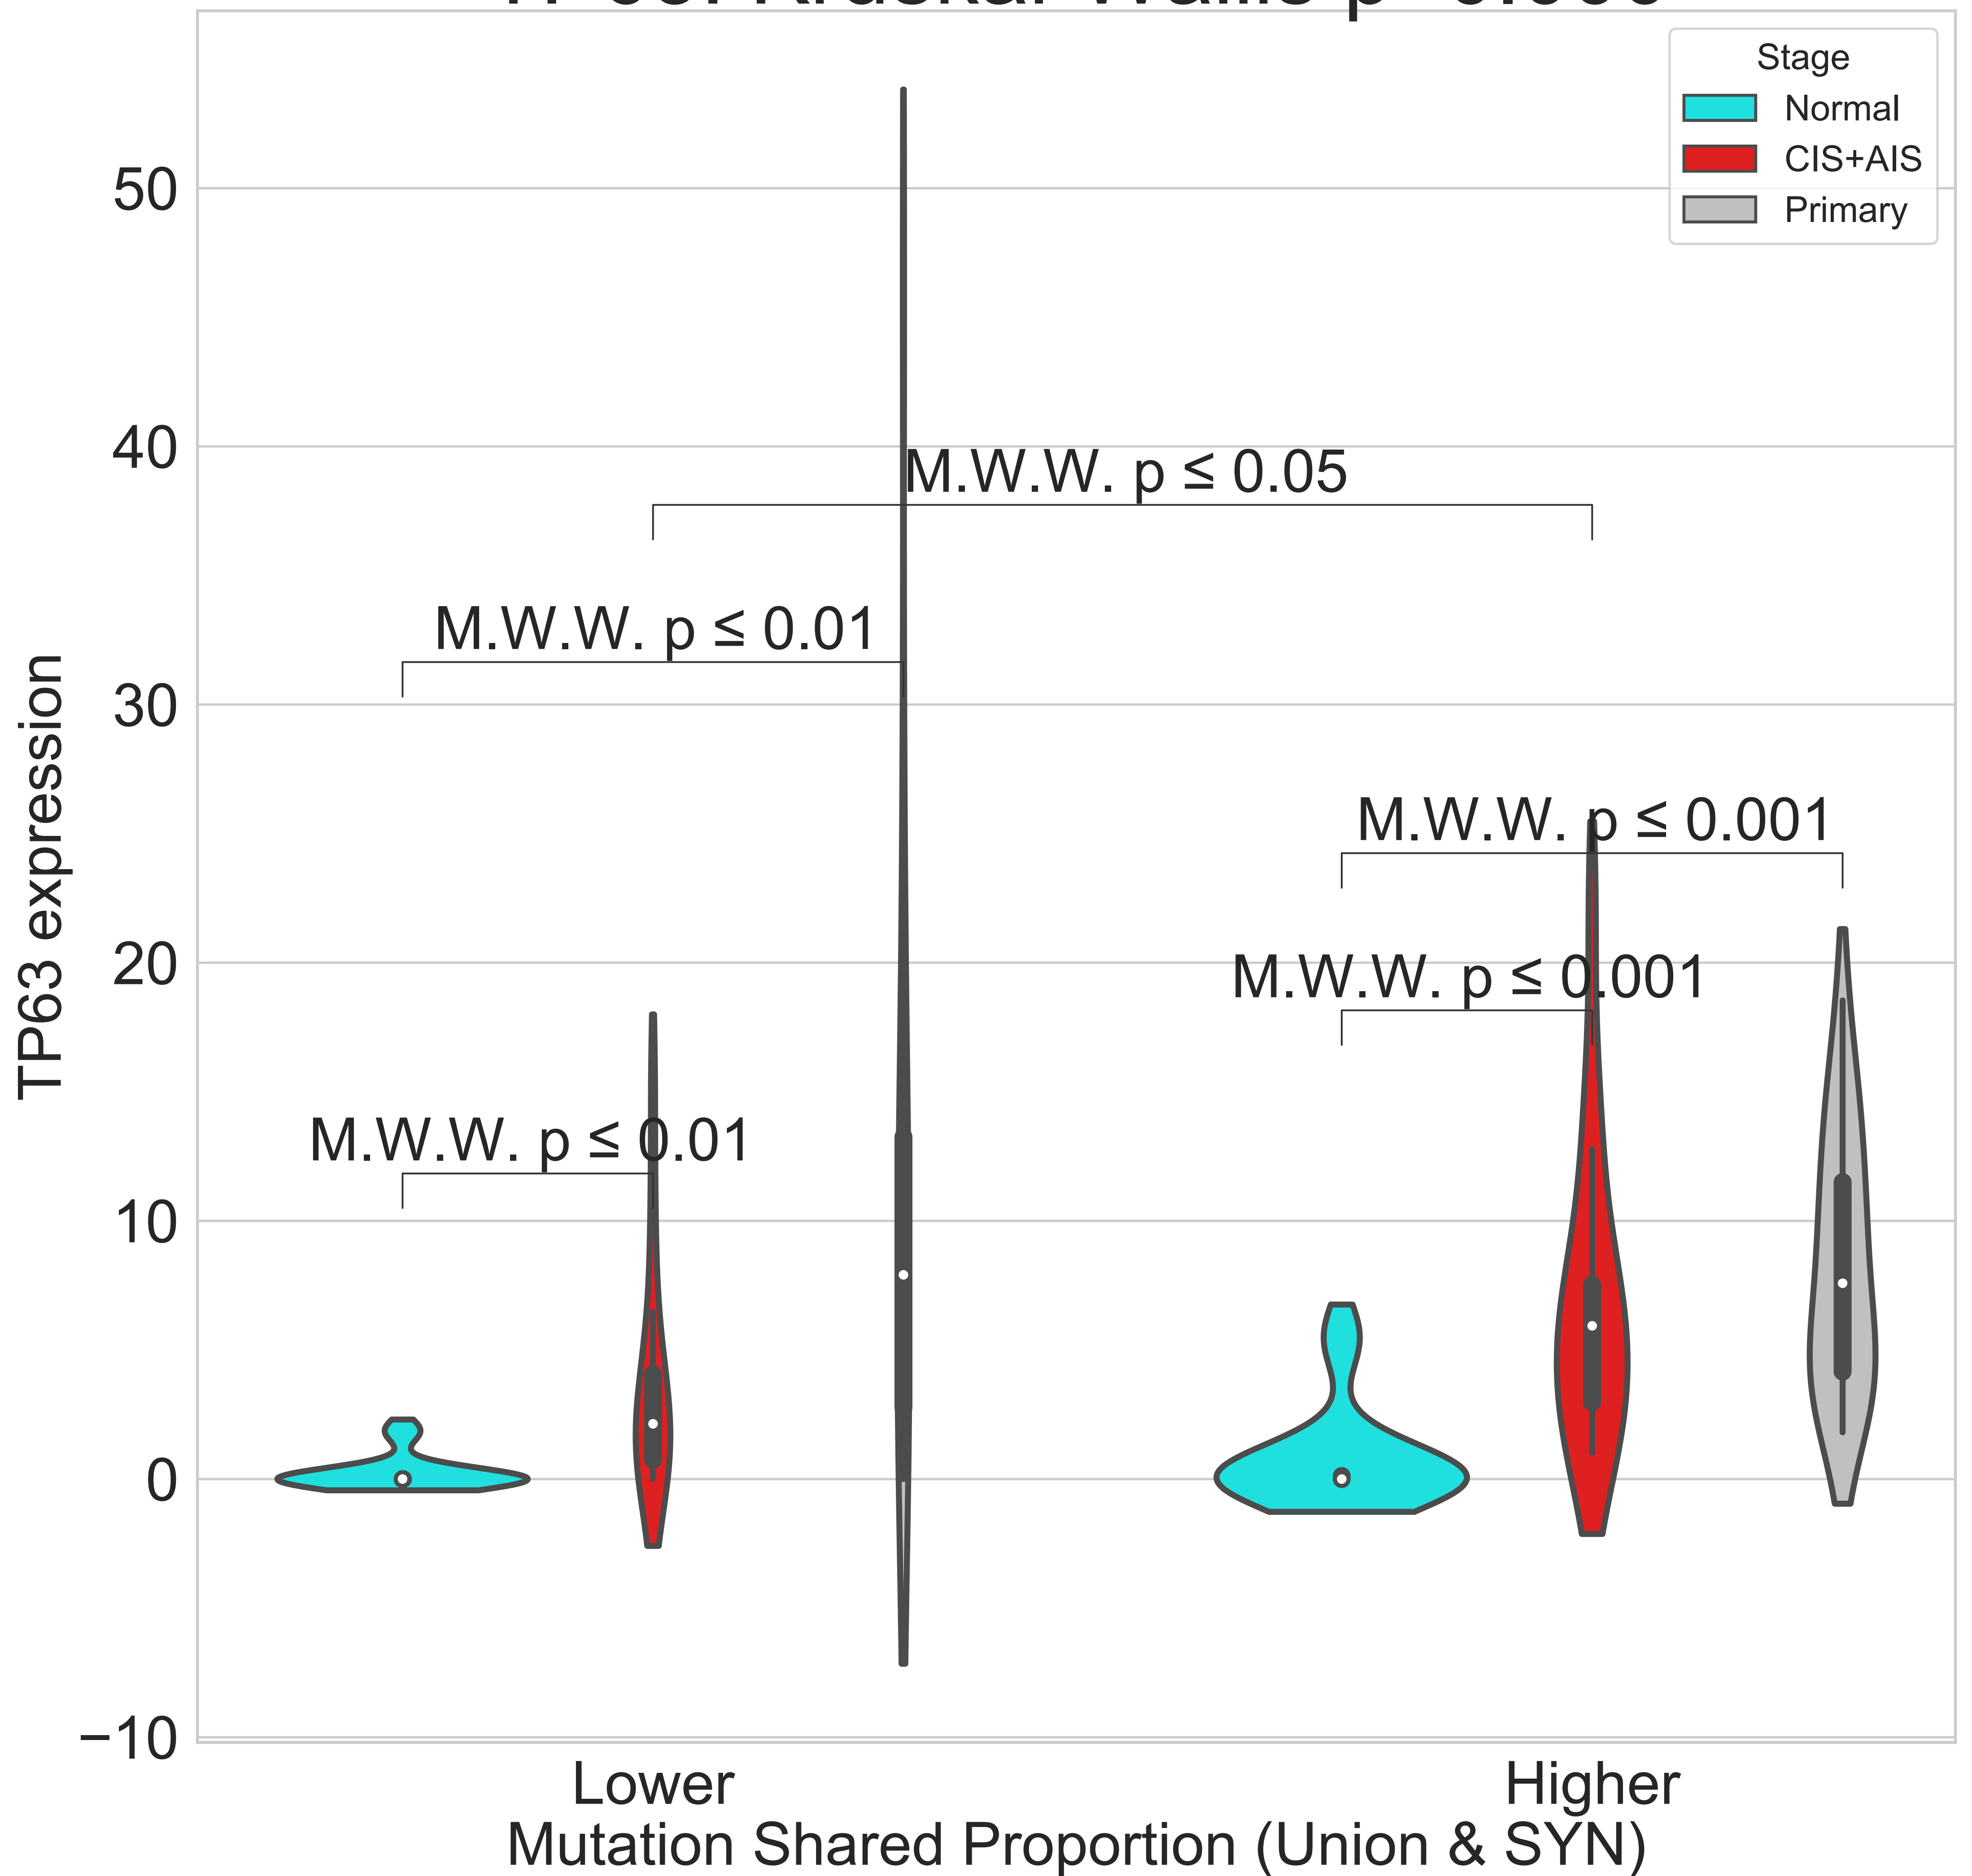 Stage
Normal
CIS+AIS
Primary
50
40
30
20
10
0
−10
TP63 expression
M.W.W. p ≤ 0.05
M.W.W. p ≤ 0.01
M.W.W. p ≤ 0.001
M.W.W. p ≤ 0.001
M.W.W. p ≤ 0.01
Lower
Higher
Mutation Shared Proportion (Union & SYN)